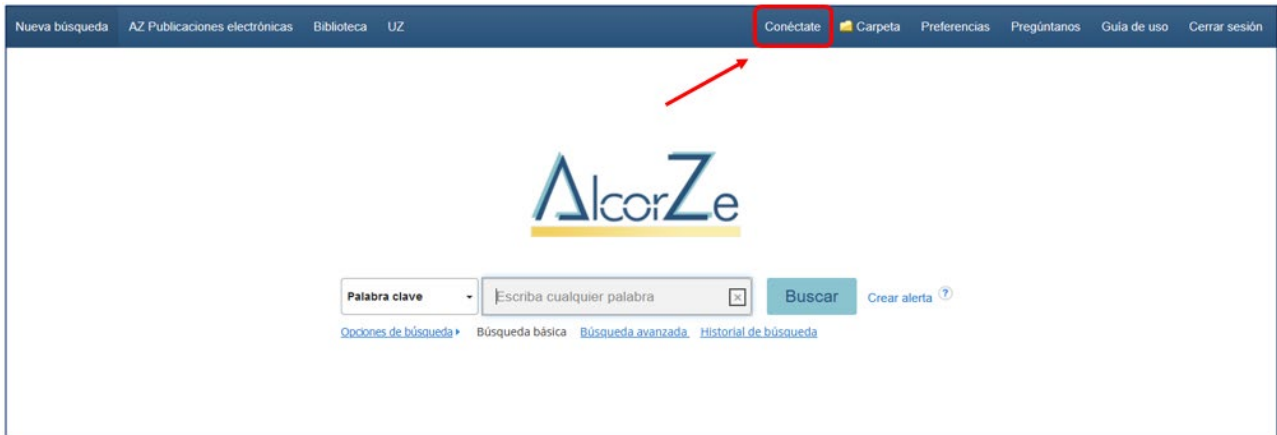 Nueva búsqueda AZ Publicaciones electrónicas Biblioteca UZ Conéctate Carpeta Preferencias Pregúntanos Guía de uso Cerrar sesión
AlcorZe
Palabra clave Escriba cualquier palabra Buscar Crear alerta ?
Opciones de búsqueda Búsqueda básica Búsqueda avanzada Historial de búsqueda